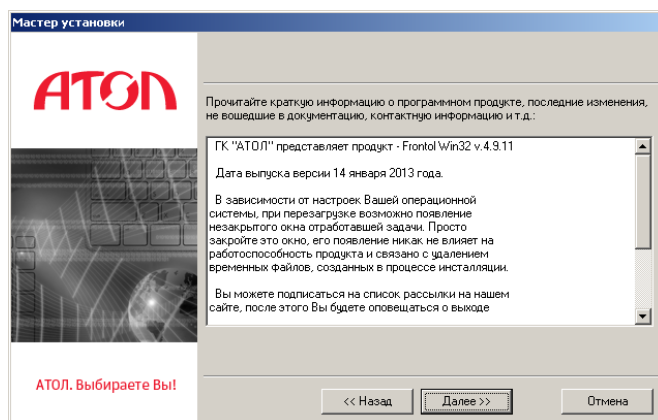 Мастер установки
АТОЛ
Прочитайте краткую информацию о программном продукте, последние изменения,
не вошедшие в документацию, контактную информацию и т.д.:
ГК "АТОЛ" представляет продукт - Frontol Win32 v.4.9.11
Дата выпуска версии 14 января 2013 года.
В зависимости от настроек Вашей операционной
системы, при перезагрузке возможно появление
незакрытого окна отработавшей задачи. Просто
закройте это окно, его появление никак не влияет на
работоспособность продукта и связано с удалением
временных файлов, созданных в процессе инсталляции.
Вы можете подписаться на список рассылки на нашем
сайте, после этого Вы будете оповещаться о выходе
АТОЛ. Выбираете Вы!
<< Назад
Далее >>
Отмена